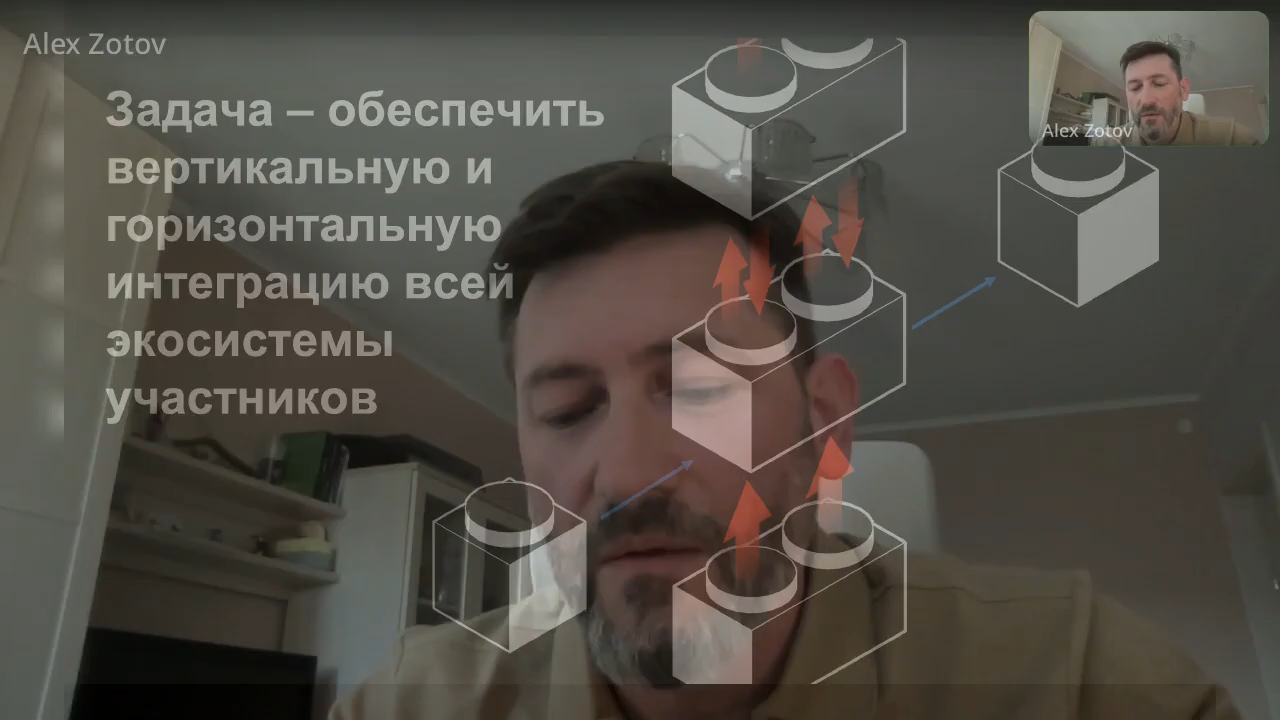 Alex Zotov
Alex Zotov
Задача – обеспечить
вертикальную и
горизонтальную
интеграцию всей
экосистемы
участников